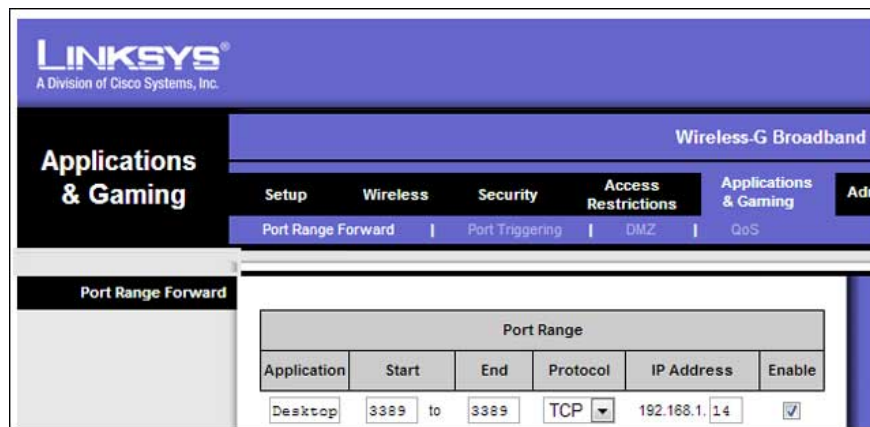 LINKSYS®
A Division of Cisco Systems, Inc.
Wireless-G Broadband
Applications & Gaming
Setup Wireless Security Access Restrictions Applications & Gaming
Port Range Forward | Port Triggering | DMZ | QoS
Port Range Forward
Port Range
Application Start End Protocol IP Address Enable
Desktop 3389 to 3389 TCP 192.168.1. 14